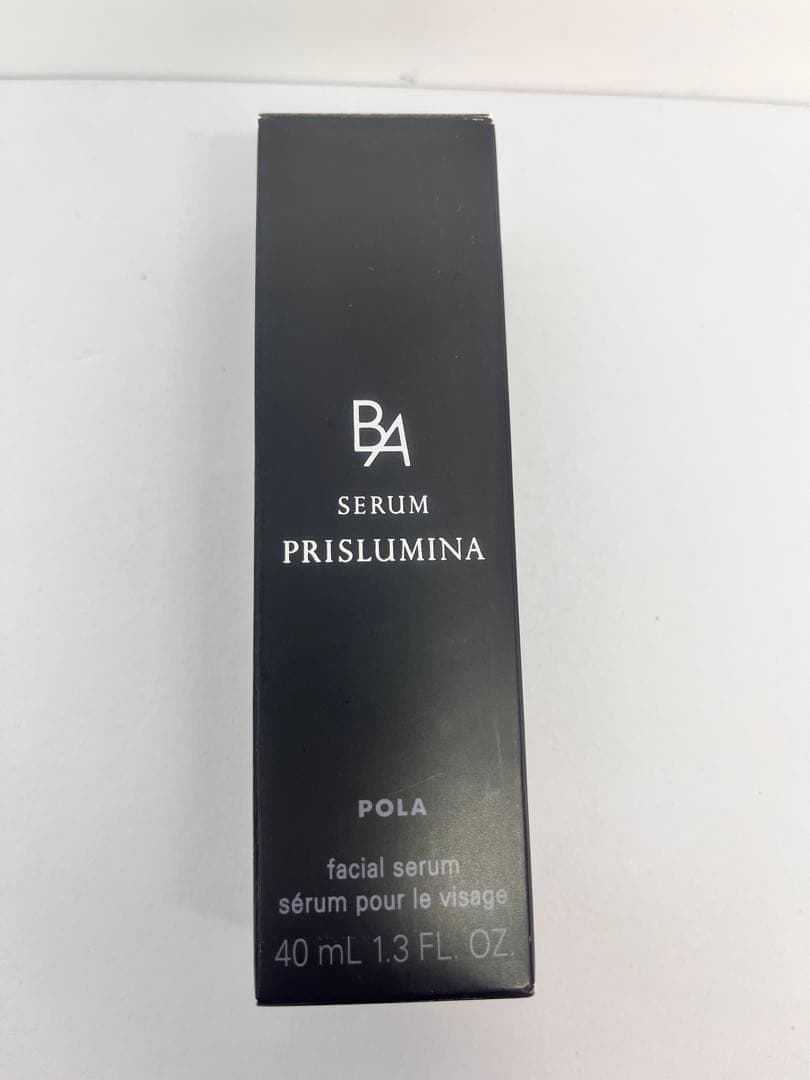 BA
SERUM
PRISLUMINA
POLA
facial serum
sérum pour le visage
40 mL 1.3 FL. OZ.